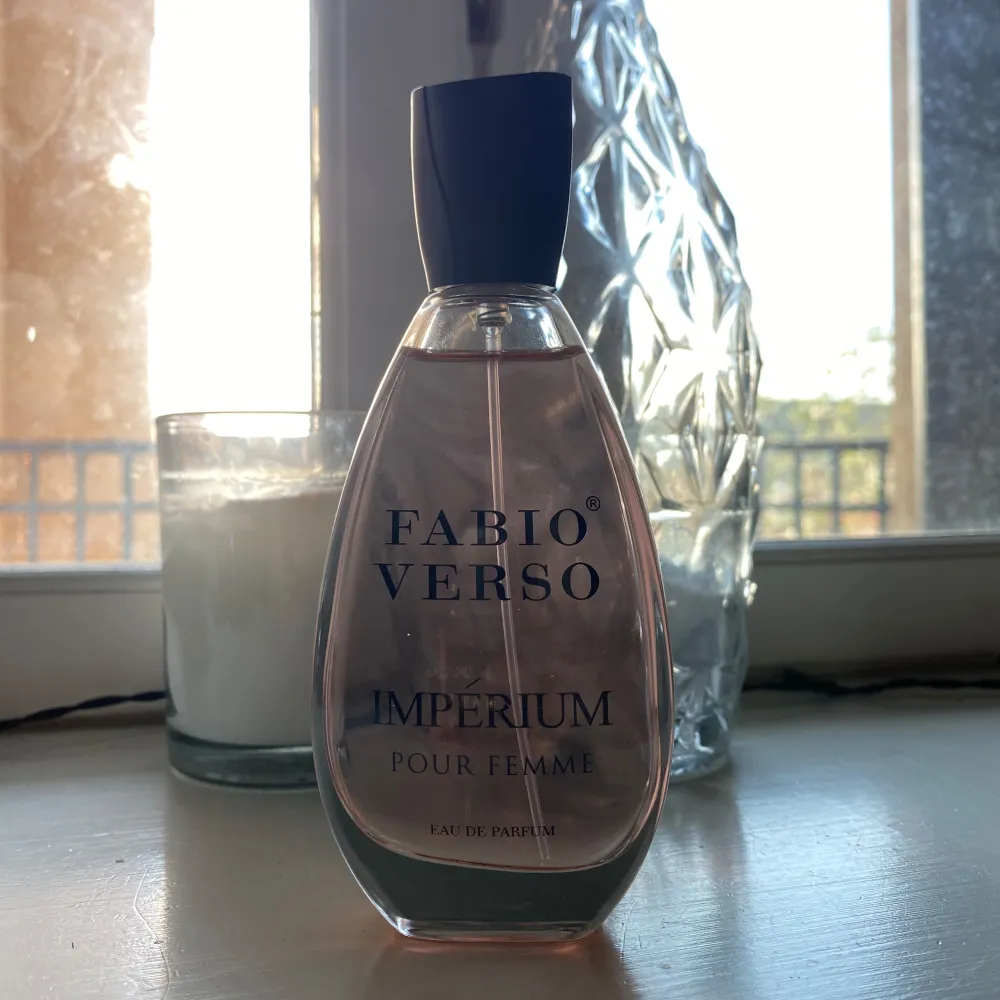 FABIO®
VERSO
IMPÉRIUM
POUR FEMME
EAU DE PARFUM